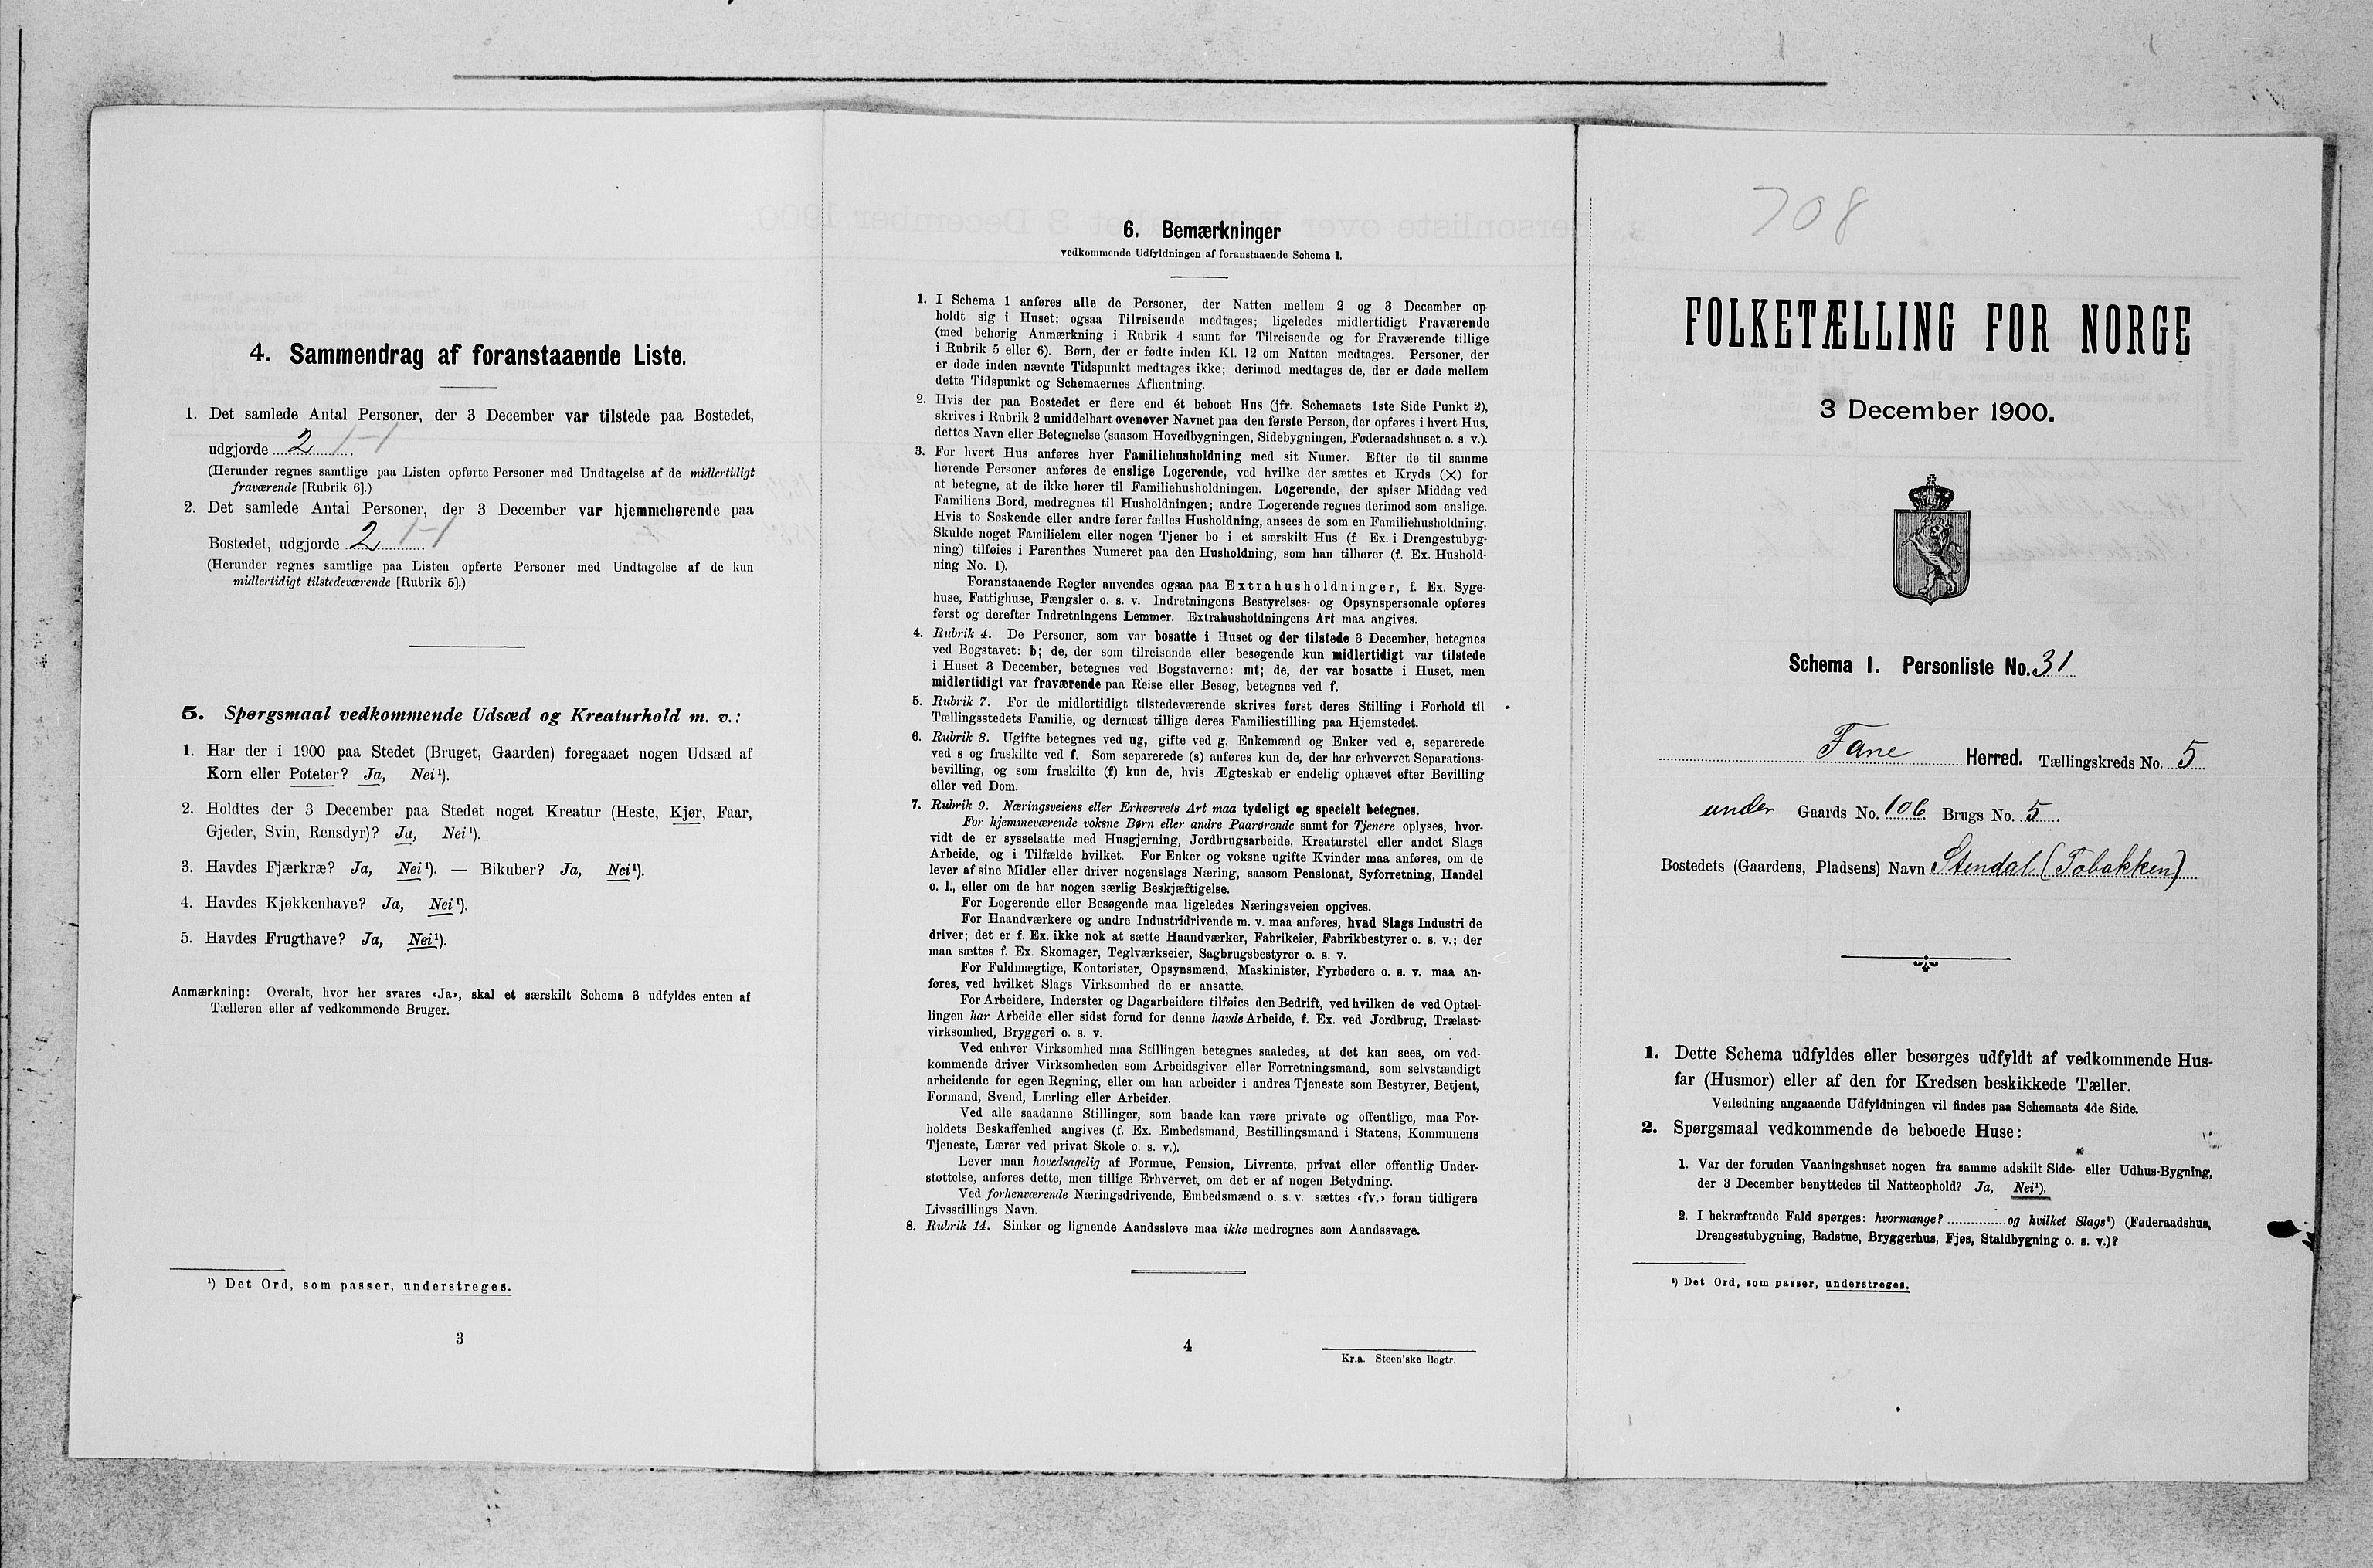 4. Sammendrag af foranstaaende Liste.
1. Det samlede Antal Personer, der 3 December var tilstede paa Bostedet,
udgjorde 2 1-1.
(Herunder regnes samtlige paa Listen opførte Personer med Undtagelse af de midlertidigt
fraværende [Rubrik 6].)
2. Det samlede Antal Personer, der 3 December var hjemmehørende paa
Bostedet, udgjorde 2 1-1.
(Herunder regnes samtlige paa Listen opførte Personer med Undtagelse af de kun
midlertidigt tilstedeværende [Rubrik 5].)
5. Spørgsmaal vedkommende Udsæd og Kreaturhold m. v.:
1. Har der i 1900 paa Stedet (Bruget, Gaarden) foregaaet nogen Udsæd af
Korn eller Poteter? Ja, Nei¹).
2. Holdtes der 3 December paa Stedet noget Kreatur (Heste, Kjør, Faar,
Gjeder, Svin, Rensdyr)? Ja, Nei¹).
3. Havdes Fjærkræ? Ja, Nei¹). — Bikuber? Ja, Nei¹).
4. Havdes Kjøkkenhave? Ja, Nei¹).
5. Havdes Frugthave? Ja, Nei¹).
Anmærkning: Overalt, hvor her svares «Ja», skal et særskilt Schema 3 udfyldes enten af
Tælleren eller af vedkommende Bruger.
¹) Det Ord, som passer, understreges.
3
6. Bemærkninger
vedkommende Udfyldningen af foranstaaende Schema 1.
1. I Schema 1 anføres alle de Personer, der Natten mellem 2 og 3 December op
holdt sig i Huset; ogsaa Tilreisende medtages; ligeledes midlertidigt Fraværende
(med behørig Anmærkning i Rubrik 4 samt for Tilreisende og for Fraværende tillige
i Rubrik 5 eller 6). Børn, der er fødte inden Kl. 12 om Natten medtages. Personer, der
er døde inden nævnte Tidspunkt medtages ikke; derimod medtages de, der er døde mellem
dette Tidspunkt og Schemaernes Afhentning.
2. Hvis der paa Bostedet er flere end ét beboet Hus (jfr. Schemaets 1ste Side Punkt 2),
skrives i Rubrik 2 umiddelbart ovenover Navnet paa den første Person, der opføres i hvert Hus,
dettes Navn eller Betegnelse (saasom Hovedbygningen, Sidebygningen, Føderaadshuset o. s. v.).
3. For hvert Hus anføres hver Familiehusholdning med sit Numer. Efter de til samme
hørende Personer anføres de enslige Logerende, ved hvilke der sættes et Kryds (×) for
at betegne, at de ikke hører til Familiehusholdningen. Logerende, der spiser Middag ved
Familiens Bord, medregnes til Husholdningen; andre Logerende regnes derimod som enslige.
Hvis to Søskende eller andre fører fælles Husholdning, ansees de som en Familiehusholdning.
Skulde noget Familielem eller nogen Tjener bo i et særskilt Hus (f. Ex. i Drengestubyg-
ning) tilføies i Parenthes Numeret paa den Husholdning, som han tilhører (f. Ex. Hushold-
ning No. 1).
Foranstaaende Regler anvendes ogsaa paa Extrahusholdninger, f. Ex. Syge-
huse, Fattighuse, Fængsler o. s. v. Indretningens Bestyrelses- og Opsynspersonale opføres
først og derefter Indretningens Lemmer. Extrahusholdningens Art maa angives.
4. Rubrik 4. De Personer, som var bosatte i Huset og der tilstede 3 December, betegnes
ved Bogstavet: b; de, der som tilreisende eller besøgende kun midlertidigt var tilstede
i Huset 3 December, betegnes ved Bogstaverne: mt; de, der var bosatte i Huset, men
midlertidigt var fraværende paa Reise eller Besøg, betegnes ved f.
5. Rubrik 7. For de midlertidigt tilstedeværende skrives først deres Stilling i Forhold til
Tællingsstedets Familie, og dernæst tillige deres Familiestilling paa Hjemstedet.
6. Rubrik 8. Ugifte betegnes ved ug, gifte ved g, Enkemænd og Enker ved e, separerede
ved s og fraskilte ved f. Som separerede (s) anføres kun de, der har erhvervet Separations-
bevilling, og som fraskilte (f) kun de, hvis Ægteskab er endelig ophævet efter Bevilling
eller ved Dom.
7. Rubrik 9. Næringsveiens eller Erhvervets Art maa tydeligt og specielt betegnes.
For hjemmeværende voksne Børn eller andre Paarørende samt for Tjenere oplyses, hvor-
vidt de er sysselsatte med Husgjerning, Jordbrugsarbeide, Kreaturstel eller andet Slags
Arbeide, og i Tilfælde hvilket. For Enker og voksne ugifte Kvinder maa anføres, om de
lever af sine Midler eller driver nogenslags Næring, saasom Pensionat, Syforretning, Handel
o. l., eller om de har nogen særlig Beskjæftigelse.
For Logerende eller Besøgende maa ligeledes Næringsveien opgives.
For Haandværkere og andre Industridrivende m. v. maa anføres, hvad Slags Industri de
driver; det er f. Ex. ikke nok at sætte Haandværker, Fabrikeier, Fabrikbestyrer o. s. v.; der
maa sættes f. Ex. Skomager, Teglværkseier, Sagbrugsbestyrer o. s. v.
For Fuldmægtige, Kontorister, Opsynsmænd, Maskinister, Fyrbødere o. s. v. maa an-
føres, ved hvilket Slags Virksomhed de er ansatte.
For Arbeidere, Inderster og Dagarbeidere tilføies den Bedrift, ved hvilken de ved Optæl-
lingen har Arbeide eller sidst forud for denne havde Arbeide, f. Ex. ved Jordbrug, Trælast-
virksomhed, Bryggeri o. s. v.
Ved enhver Virksomhed maa Stillingen betegnes saaledes, at det kan sees, om ved-
kommende driver Virksomheden som Arbeidsgiver eller Forretningsmand, som selvstændigt
arbeidende for egen Regning, eller om han arbeider i andres Tjeneste som Bestyrer, Betjent,
Formand, Svend, Lærling eller Arbeider.
Ved alle saadanne Stillinger, som baade kan være private og offentlige, maa For-
holdets Beskaffenhed angives (f. Ex. Embedsmand, Bestillingsmand i Statens, Kommunens
Tjeneste, Lærer ved privat Skole o. s. v.).
Lever man hovedsagelig af Formue, Pension, Livrente, privat eller offentlig Under-
støttelse, anføres dette, men tillige Erhvervet, om det er af nogen Betydning.
Ved forhenværende Næringsdrivende, Embedsmænd o. s. v. sættes «fv.» foran tidligere
Livsstillings Navn.
8. Rubrik 14. Sinker og lignende Aandssløve maa ikke medregnes som Aandssvage.
4
Kr.a. Steen'ske Bogtr.
708
FOLKETÆLLING FOR NORGE
3 December 1900.
Schema 1. Personliste No. 31
Fane Herred. Tællingskreds No. 5
under Gaards No. 106 Brugs No. 5.
Bostedets (Gaardens, Pladsens) Navn Stendal (Tobakken)
1. Dette Schema udfyldes eller besørges udfyldt af vedkommende Hus-
far (Husmor) eller af den for Kredsen beskikkede Tæller.
Veiledning angaaende Udfyldningen vil findes paa Schemaets 4de Side.
2. Spørgsmaal vedkommende de beboede Huse:
1. Var der foruden Vaaningshuset nogen fra samme adskilt Side- eller Udhus-Bygning,
der 3 December benyttedes til Natteophold? Ja, Nei¹).
2. I bekræftende Fald spørges: hvormange? ............ og hvilket Slags¹) (Føderaadshus,
Drengestubygning, Badstue, Bryggerhus, Fjøs, Staldbygning o. s. v.)?
¹) Det Ord, som passer, understreges.